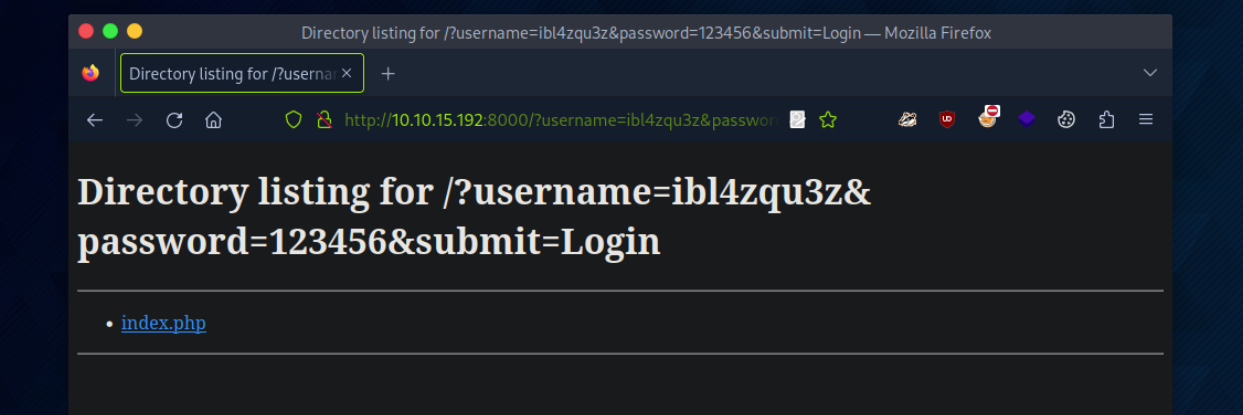 Directory listing for /?username=ibl4zqu3z&password=123456&submit=Login — Mozilla Firefox
Directory listing for /?userna
http://10.10.15.192:8000/?username=ibl4zqu3z&passwor
Directory listing for /?username=ibl4zqu3z&
password=123456&submit=Login
index.php